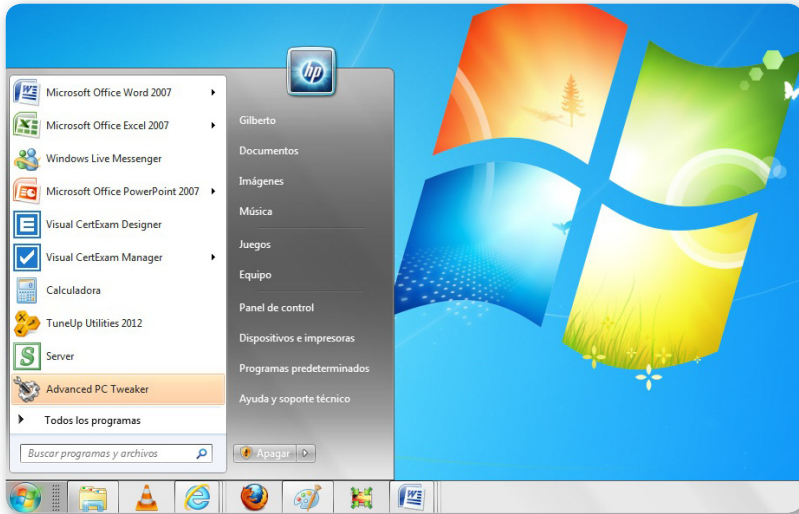 hp
Microsoft Office Word 2007
Microsoft Office Excel 2007
Windows Live Messenger
Microsoft Office PowerPoint 2007
Visual CertExam Designer
Visual CertExam Manager
Calculadora
TuneUp Utilities 2012
Server
Advanced PC Tweaker
Todos los programas
Buscar programas y archivos
Gilberto
Documentos
Imágenes
Música
Juegos
Equipo
Panel de control
Dispositivos e impresoras
Programas predeterminados
Ayuda y soporte técnico
Apagar